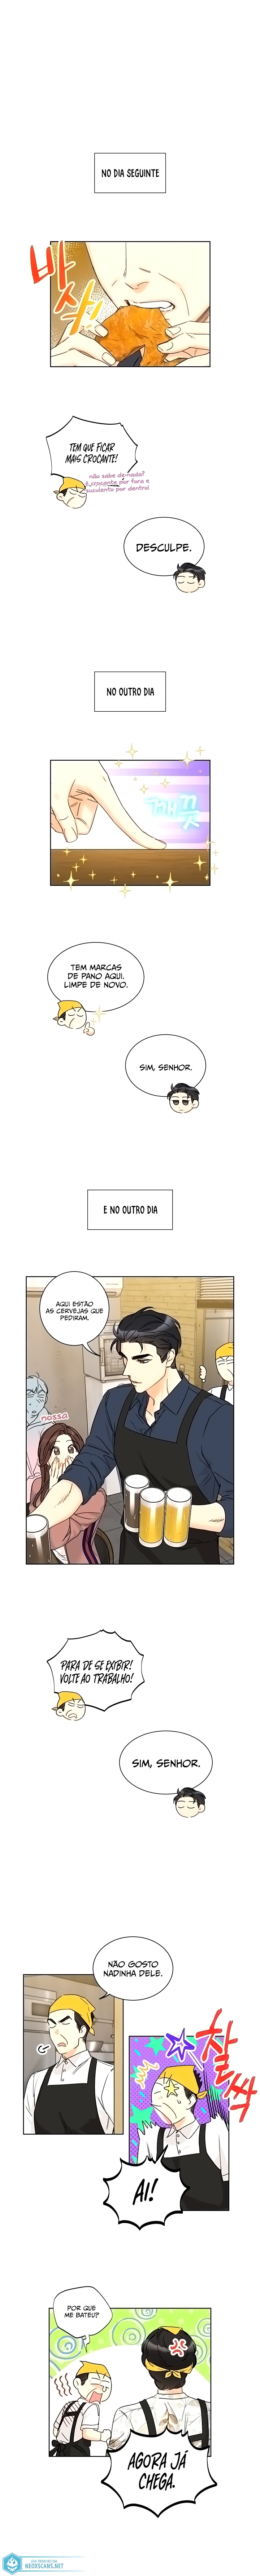 NO DIA SEGUINTE
바사삭!
TEM QUE FICAR
MAIS CROCANTE!
não sabe de nada?
é crocante por fora e
suculento por dentro!
DESCULPE.
NO OUTRO DIA
TEM MARCAS
DE PANO AQUI.
LIMPE DE NOVO.
SIM, SENHOR.
E NO OUTRO DIA
AQUI ESTÃO
AS CERVEJAS QUE
PEDIRAM.
nossa
PARA DE SE EXIBIR!
VOLTE AO TRABALHO!
SIM, SENHOR.
NÃO GOSTO
NADINHA DELE.
찰싹
AI!
POR QUE
ME BATEU?
AGORA JÁ
CHEGA.
NEOXSCANS.NET